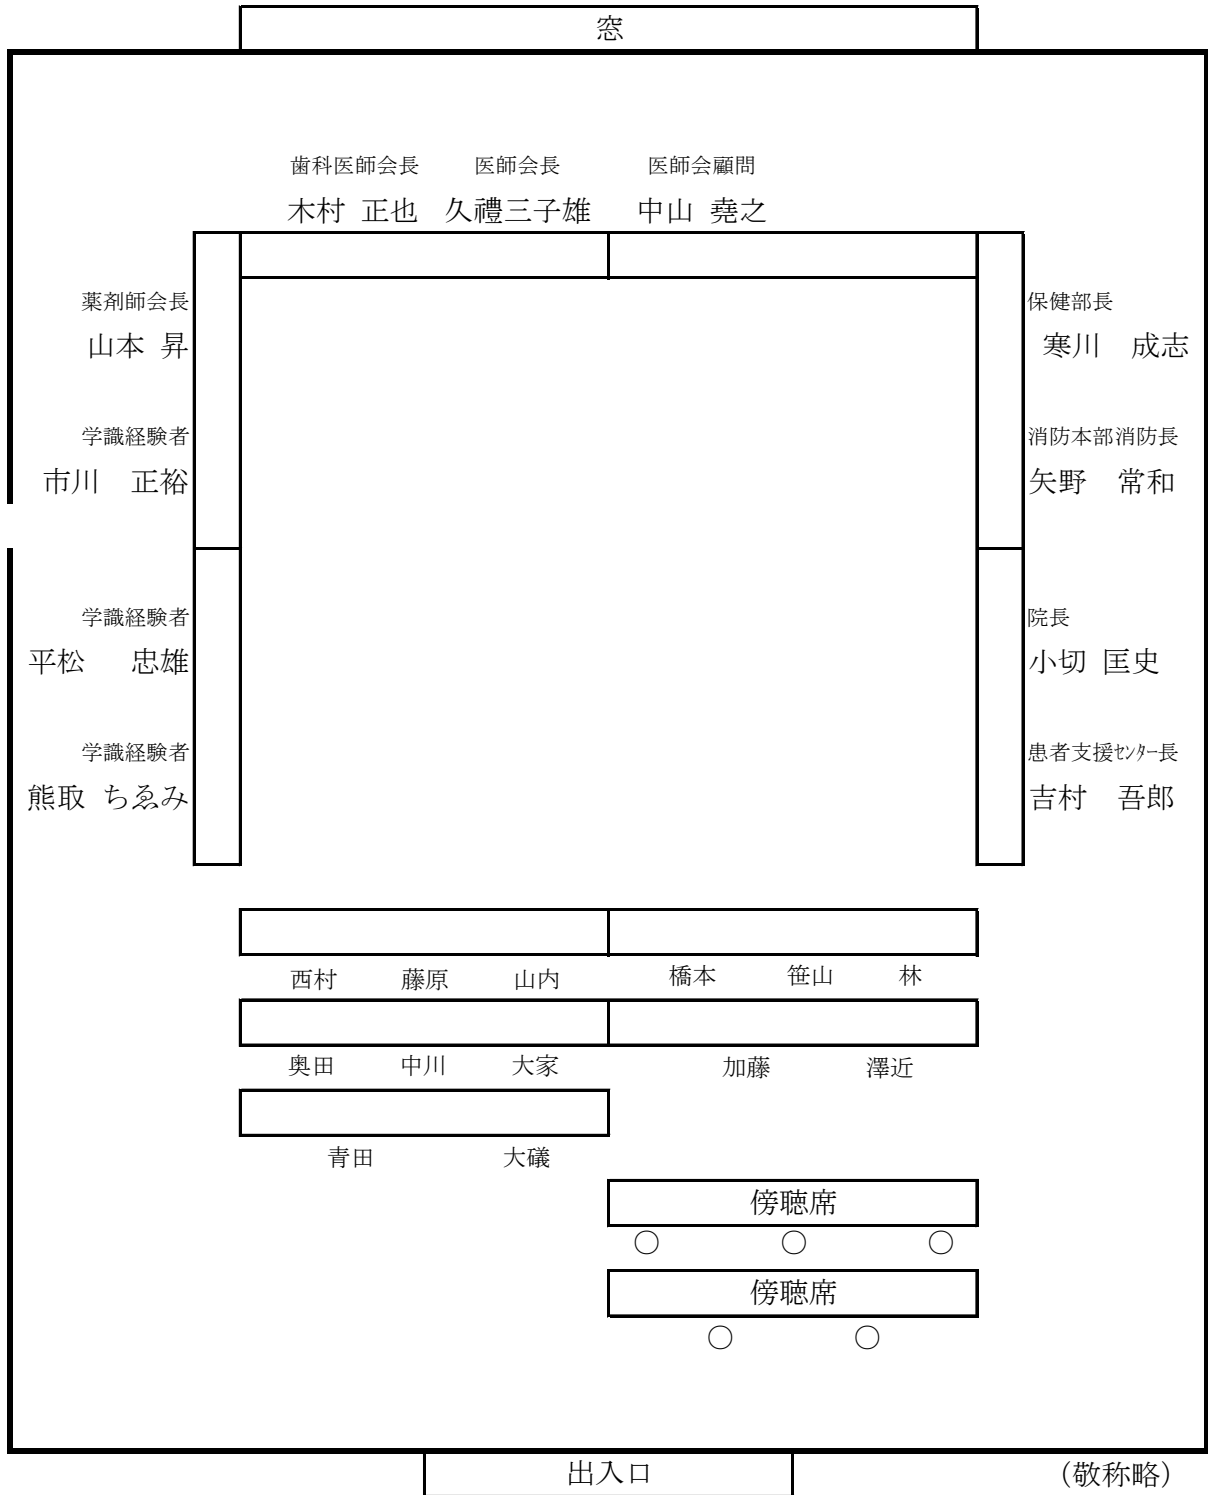 窓
歯科医師会長 医師会長 医師会顧問
木村 正也 久禮三子雄 中山 堯之
薬剤師会長 保健部長
山本 昇 寒川 成志
学識経験者 消防本部消防長
市川 正裕 矢野 常和
学識経験者 院長
平松 忠雄 小切 匡史
学識経験者 患者支援ｾﾝﾀｰ長
熊取 ちゑみ 吉村 吾郎
西村 藤原 山内 橋本 笹山 林
奥田 中川 大家 加藤 澤近
青田 大礒
傍聴席
○ ○ ○
傍聴席
○ ○
出入口 (敬称略)